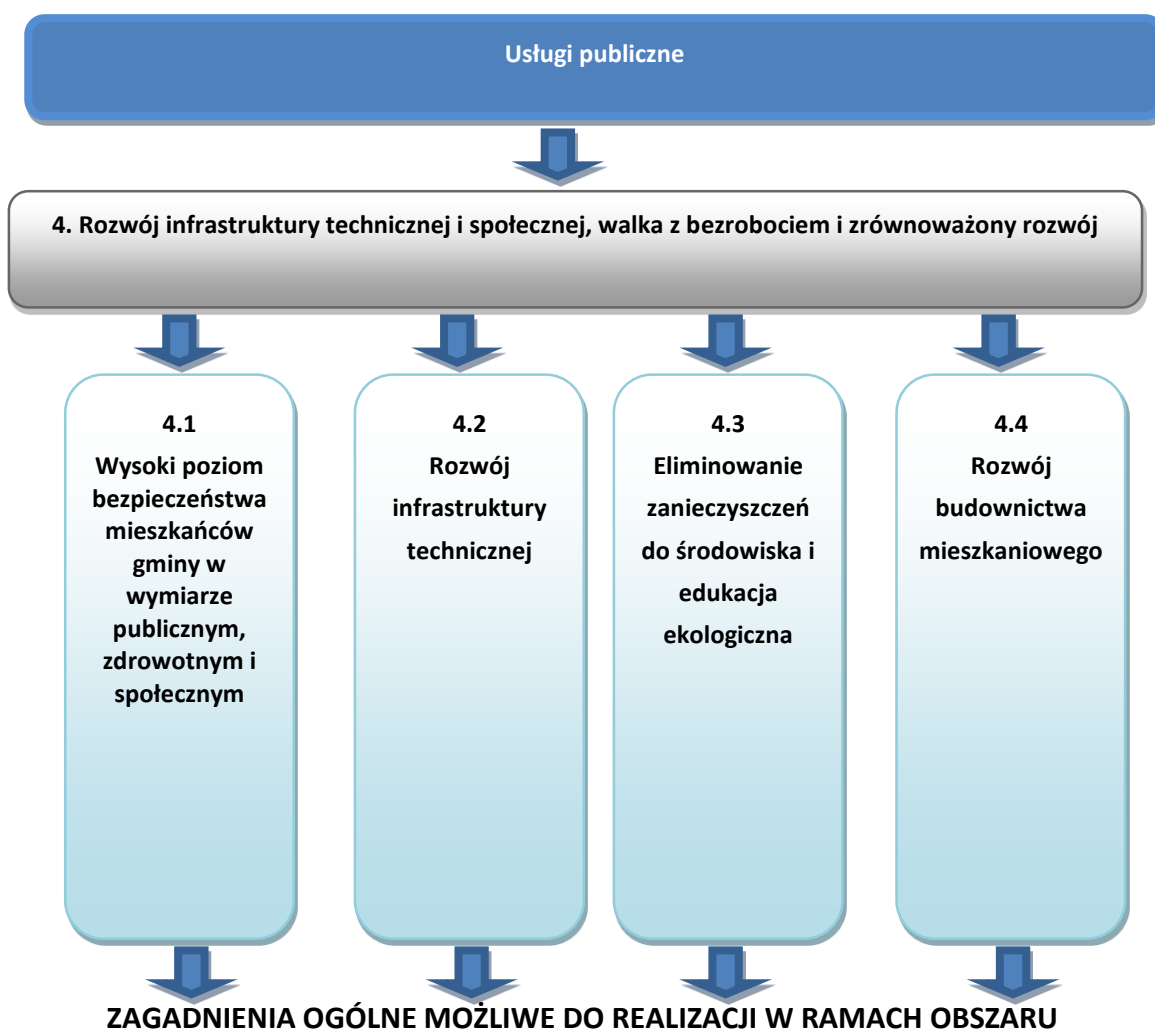 Usługi publiczne
4. Rozwój infrastruktury technicznej i społecznej, walka z bezrobociem i zrównoważony rozwój
4.1
Wysoki poziom
bezpieczeństwa
mieszkańców
gminy w
wymiarze
publicznym,
zdrowotnym i
społecznym
4.2
Rozwój
infrastruktury
technicznej
4.3
Eliminowanie
zanieczyszczeń
do środowiska i
edukacja
ekologiczna
4.4
Rozwój
budownictwa
mieszkaniowego
ZAGADNIENIA OGÓLNE MOŻLIWE DO REALIZACJI W RAMACH OBSZARU